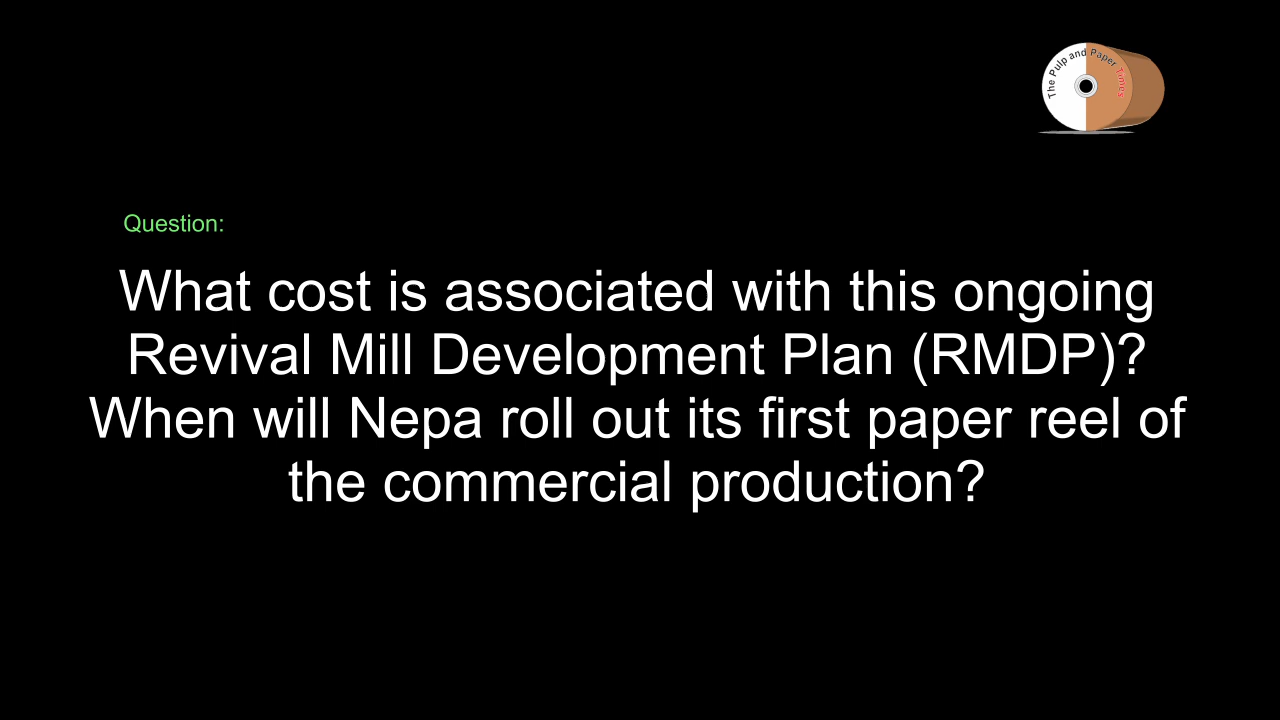 The Pulp and Paper Times
Question:
What cost is associated with this ongoing
Revival Mill Development Plan (RMDP)?
When will Nepa roll out its first paper reel of
the commercial production?